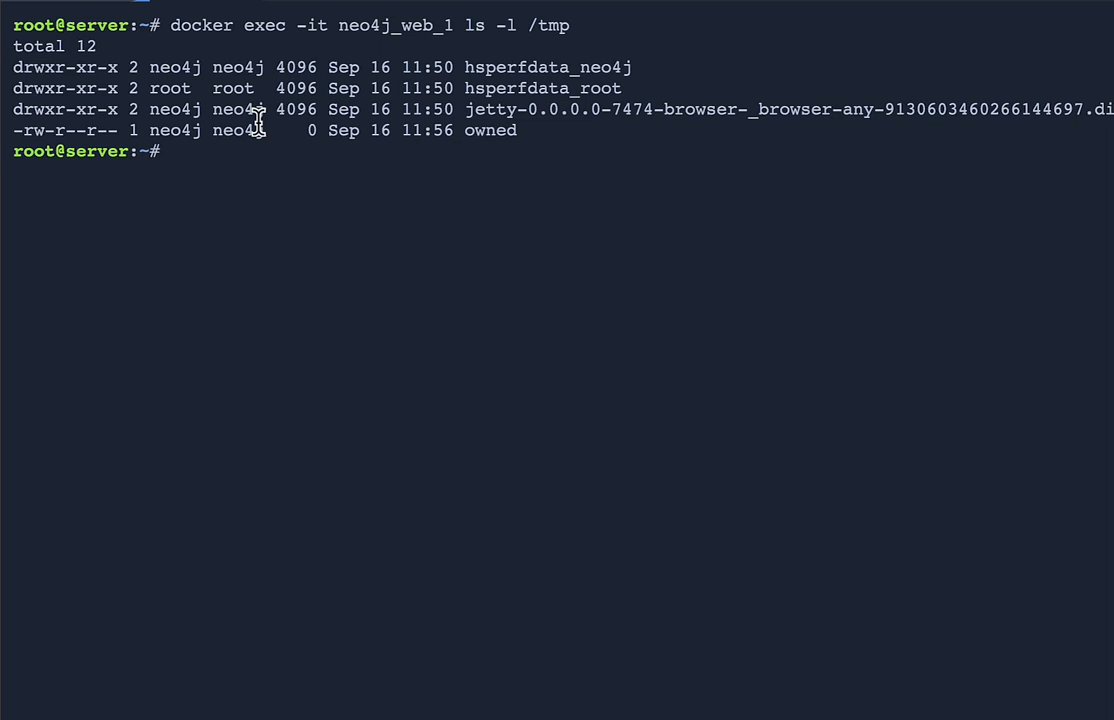 root@server:~# docker exec -it neo4j_web_1 ls -l /tmp
total 12
drwxr-xr-x 2 neo4j neo4j 4096 Sep 16 11:50 hsperfdata_neo4j
drwxr-xr-x 2 root  root  4096 Sep 16 11:50 hsperfdata_root
drwxr-xr-x 2 neo4j neo4j 4096 Sep 16 11:50 jetty-0.0.0.0-7474-browser-_browser-any-9130603460266144697.di
-rw-r--r-- 1 neo4j neo4j    0 Sep 16 11:56 owned
root@server:~#